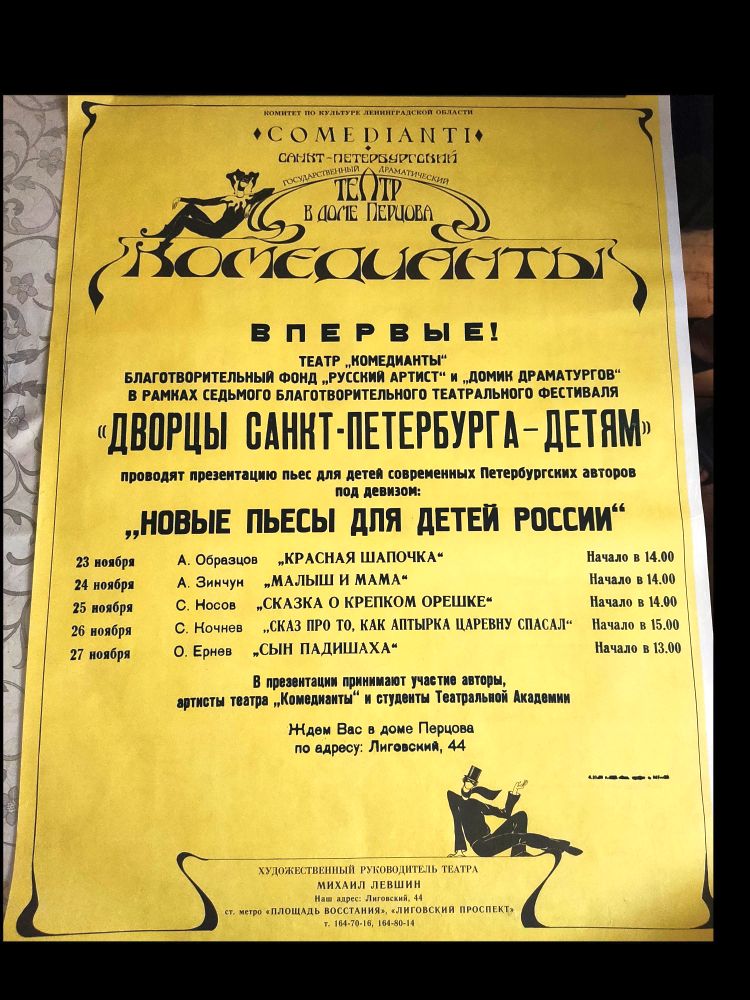 КОМИТЕТ ПО КУЛЬТУРЕ ЛЕНИНГРАДСКОЙ ОБЛАСТИ
COMEDIANTI
САНКТ-ПЕТЕРБУРГСКИЙ
ГОСУДАРСТВЕННЫЙ ДРАМАТИЧЕСКИЙ
ТЕАТР
В ДОМЕ ПЕРЦОВА
КОМЕДИАНТЫ
ВПЕРВЫЕ!
ТЕАТР „КОМЕДИАНТЫ“
БЛАГОТВОРИТЕЛЬНЫЙ ФОНД „РУССКИЙ АРТИСТ“ и „ДОМИК ДРАМАТУРГОВ“
В РАМКАХ СЕДЬМОГО БЛАГОТВОРИТЕЛЬНОГО ТЕАТРАЛЬНОГО ФЕСТИВАЛЯ
«ДВОРЦЫ САНКТ-ПЕТЕРБУРГА–ДЕТЯМ»
проводят презентацию пьес для детей современных Петербургских авторов
под девизом:
„НОВЫЕ ПЬЕСЫ ДЛЯ ДЕТЕЙ РОССИИ“
23 ноября А. Образцов „КРАСНАЯ ШАПОЧКА“ Начало в 14.00
24 ноября А. Зинчун „МАЛЫШ И МАМА“ Начало в 14.00
25 ноября С. Носов „СКАЗКА О КРЕПКОМ ОРЕШКЕ“ Начало в 14.00
26 ноября С. Кочнев „СКАЗ ПРО ТО, КАК АПТЫРКА ЦАРЕВНУ СПАСАЛ“ Начало в 15.00
27 ноября О. Ернев „СЫН ПАДИШАХА“ Начало в 13.00
В презентации принимают участие авторы,
артисты театра „Комедианты“ и студенты Театральной Академии
Ждем Вас в доме Перцова
по адресу: Лиговский, 44
ХУДОЖЕСТВЕННЫЙ РУКОВОДИТЕЛЬ ТЕАТРА
МИХАИЛ ЛЕВШИН
Наш адрес: Лиговский, 44
ст. метро «ПЛОЩАДЬ ВОССТАНИЯ», «ЛИГОВСКИЙ ПРОСПЕКТ»
т. 164-70-16, 164-80-14